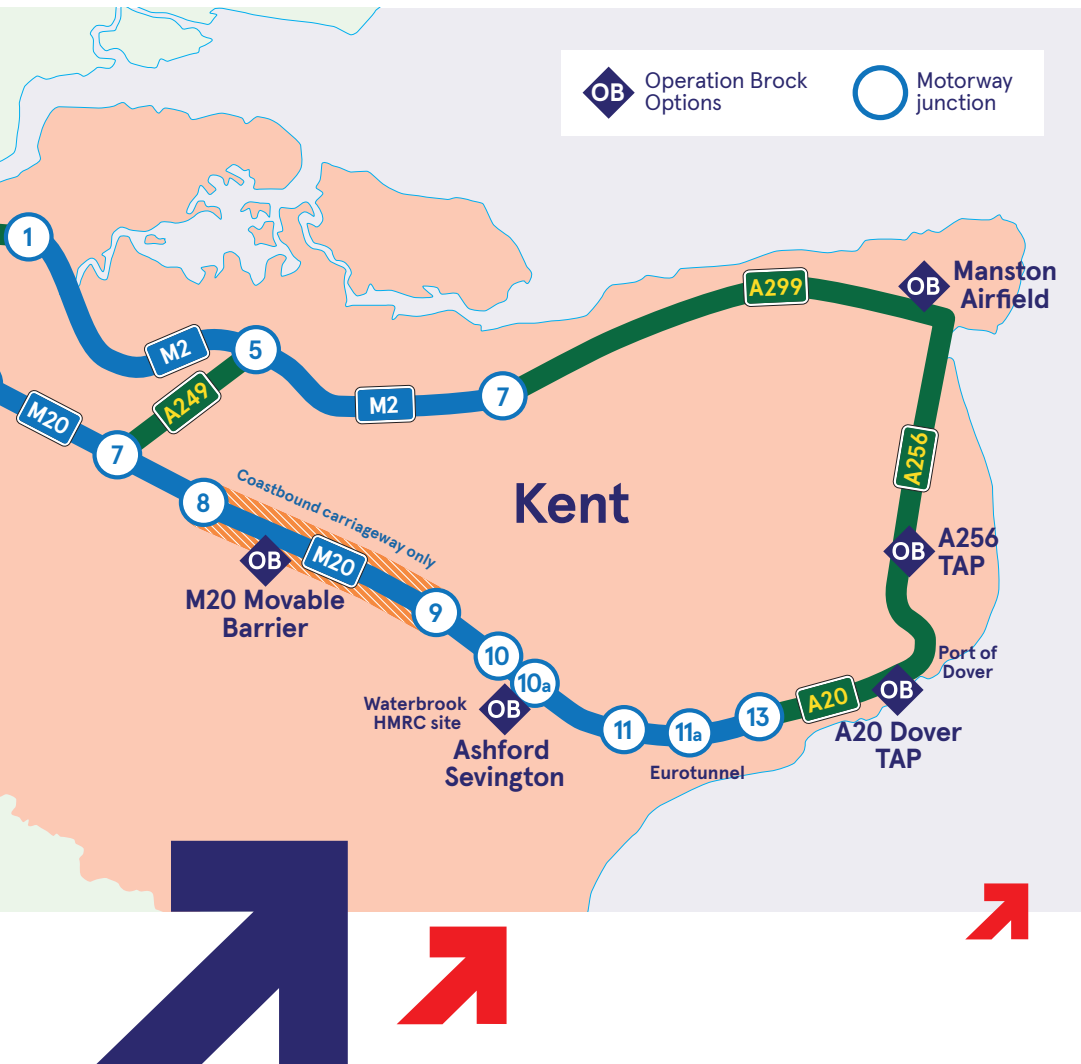 OB
Operation Brock
Options
Motorway
junction
1
M2
5
A249
M20
7
M2
7
A299
OB
Manston
Airfield
A256
OB
A256
TAP
Kent
8
Coastbound carriageway only
M20
OB
M20 Movable
Barrier
9
10
10a
Waterbrook
HMRC site
OB
Ashford
Sevington
11
11a
Eurotunnel
13
A20
OB
Port of
Dover
A20 Dover
TAP